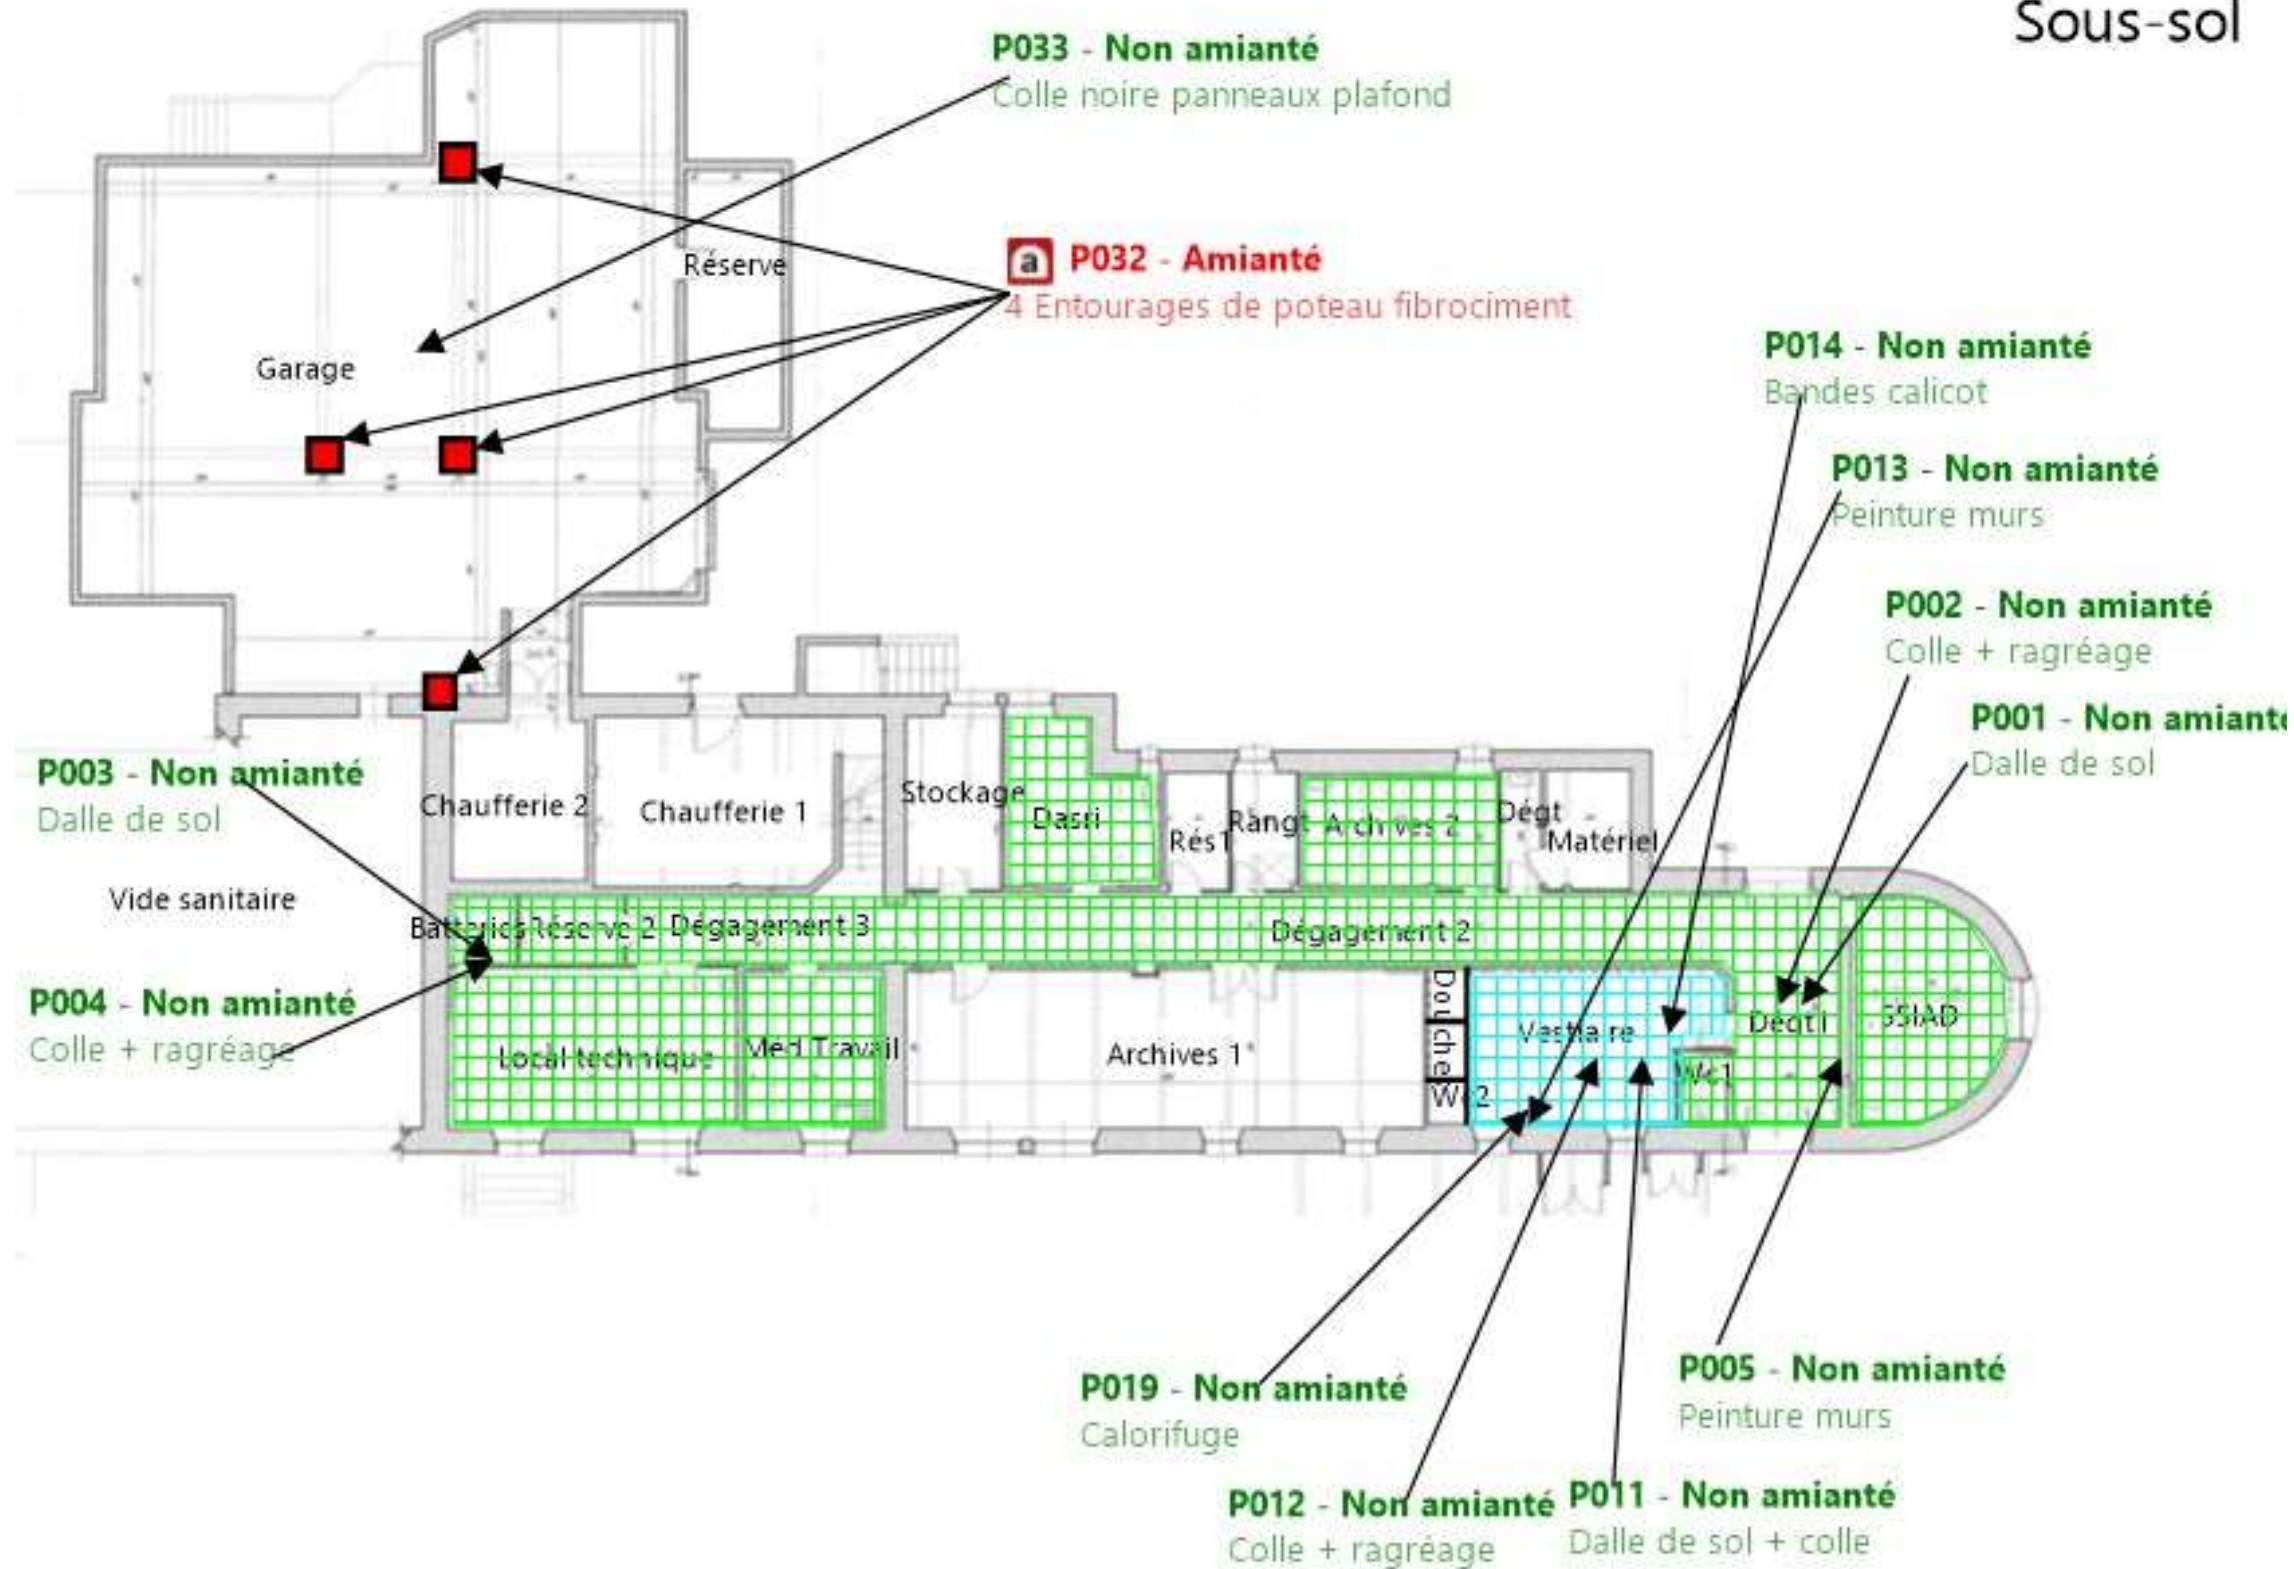 Sous-sol
P033 - Non amianté
Colle noire panneaux plafond
a P032 - Amianté
4 Entourages de poteau fibrociment
Réserve
Garage
P014 - Non amianté
Bandes calicot
P013 - Non amianté
Peinture murs
P002 - Non amianté
Colle + ragréage
P001 - Non amianté
Dalle de sol
P003 - Non amianté
Dalle de sol
Chaufferie 2
Chaufferie 1
Stockage
Dasri
Rés1
Rangt
Archives 2
Dégt
Matériel
Vide sanitaire
Batteries
Réserve 2
Dégagement 3
Dégagement 2
P004 - Non amianté
Colle + ragréage
Local technique
Med Travail
Archives 1
Douche
Wc2
Vestiaire
Wc1
Dégt1
SSIAD
P019 - Non amianté
Calorifuge
P005 - Non amianté
Peinture murs
P012 - Non amianté
Colle + ragréage
P011 - Non amianté
Dalle de sol + colle